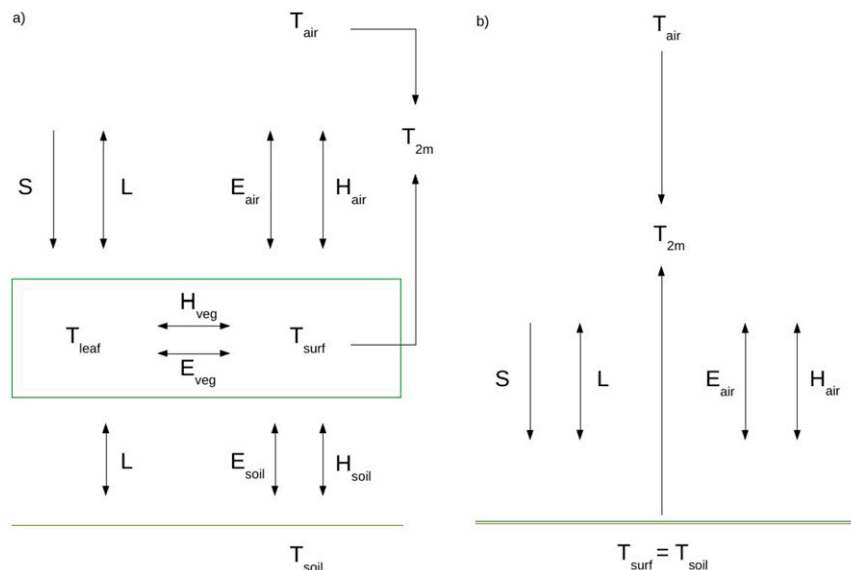 a)
T_air
T_2m
S
L
E_air
H_air
H_veg
T_leaf
T_surf
E_veg
L
E_soil
H_soil
T_soil
b)
T_air
T_2m
S
L
E_air
H_air
T_surf = T_soil